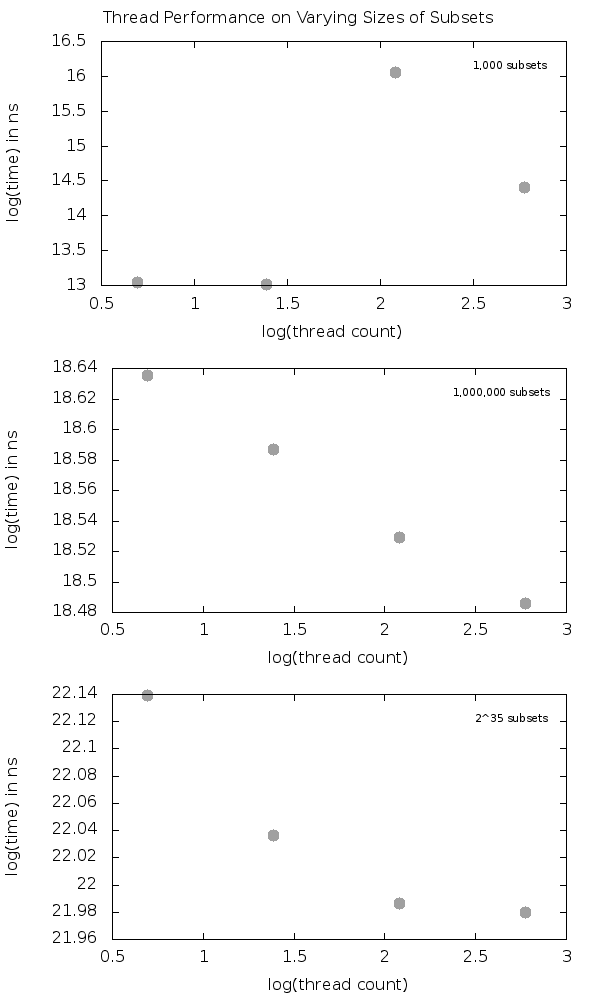 Thread Performance on Varying Sizes of Subsets
16.5
16
15.5
15
14.5
14
13.5
13
log(time) in ns
1,000 subsets
0.5 1 1.5 2 2.5 3
log(thread count)
18.64
18.62
18.6
18.58
18.56
18.54
18.52
18.5
18.48
log(time) in ns
1,000,000 subsets
0.5 1 1.5 2 2.5 3
log(thread count)
22.14
22.12
22.1
22.08
22.06
22.04
22.02
22
21.98
21.96
log(time) in ns
2^35 subsets
0.5 1 1.5 2 2.5 3
log(thread count)